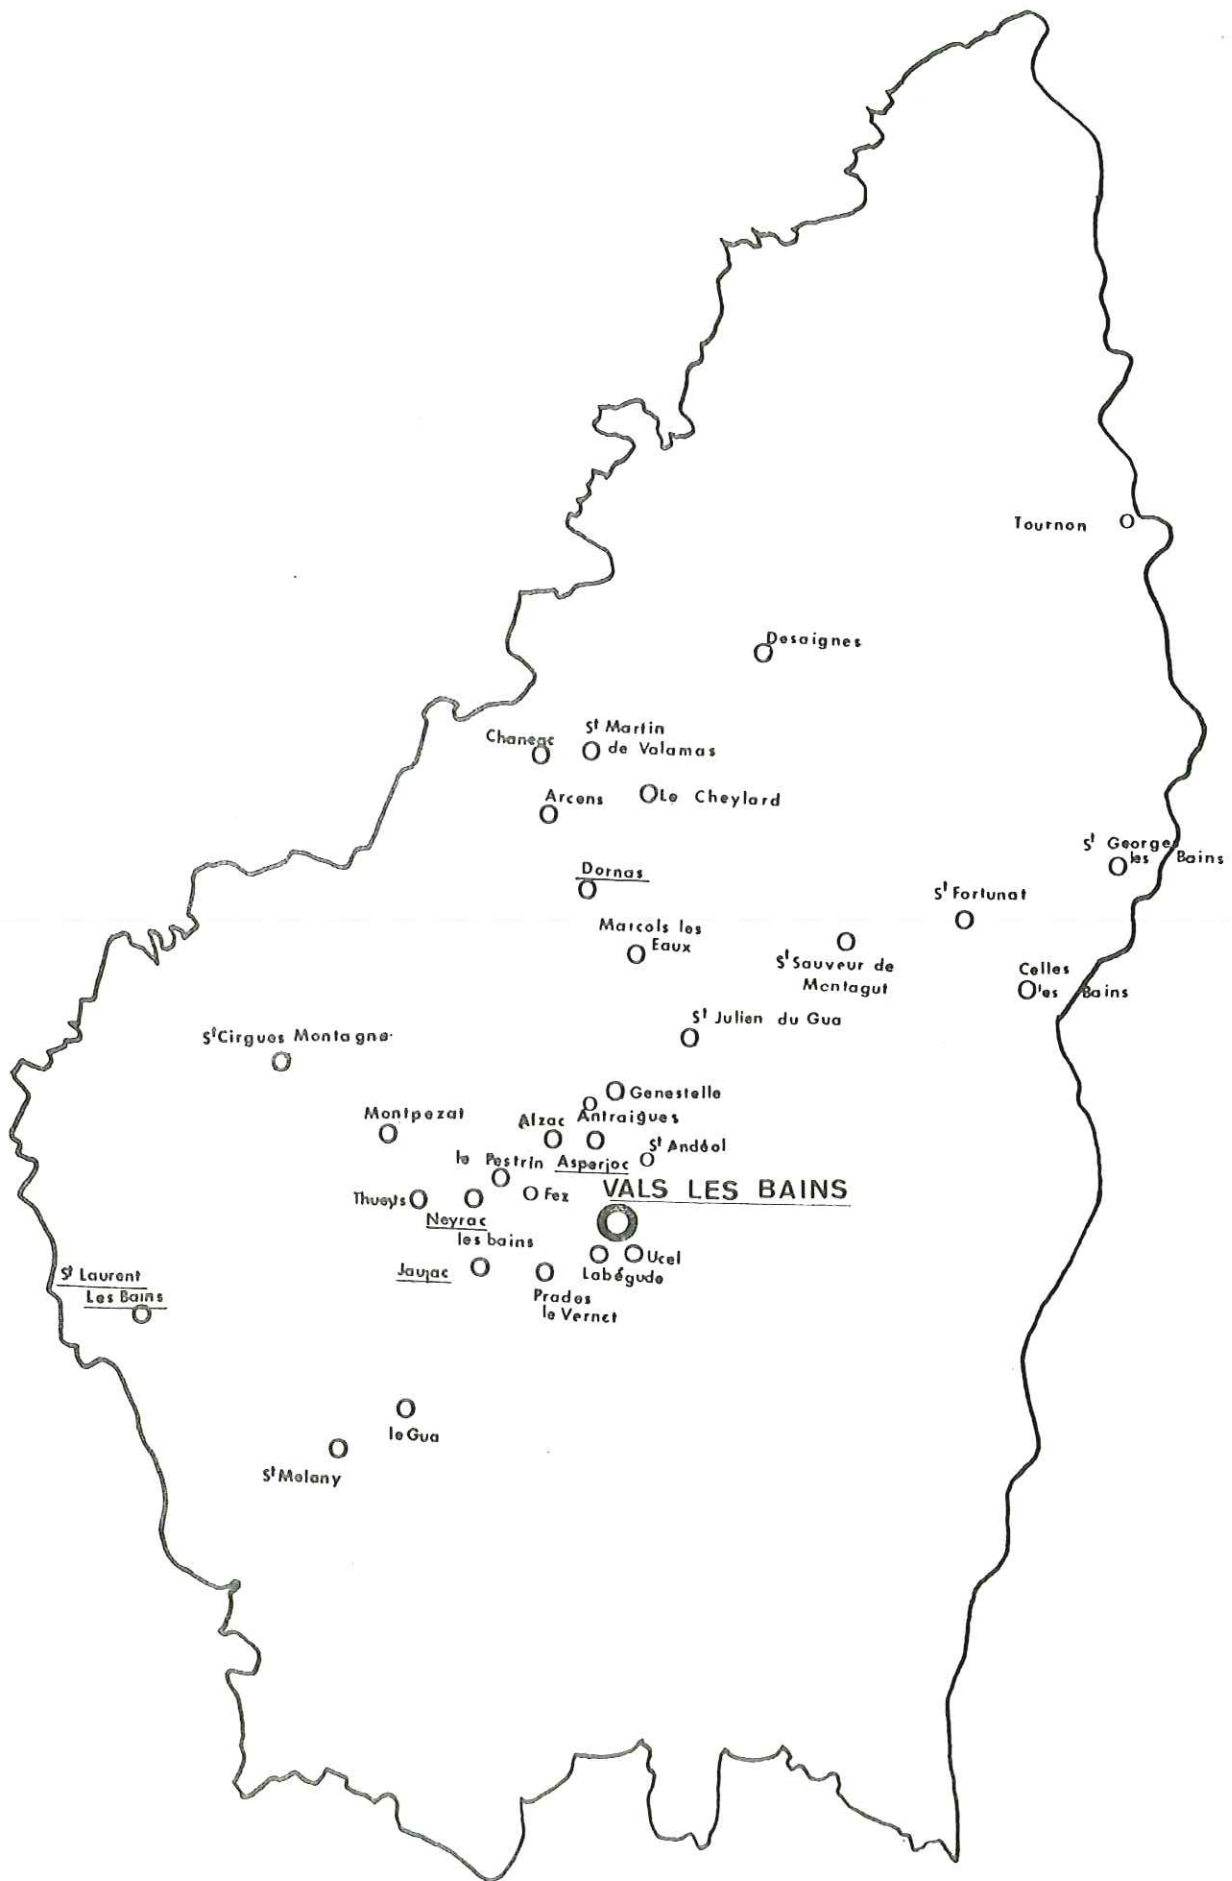 Tournon
Desaignes
St Martin
de Valamas
Chaneac
Arcens
Le Cheylard
St Georges
les Bains
Dornas
St Fortunat
Marcols les
Eaux
St Sauveur de
Montagut
Celles
les Bains
St Julien du Gua
St Cirgues Montagne
Genestelle
Montpezat
Alzac
Antraigues
St Andéol
le Pestrin
Asperjoc
Thueyts
Fez
VALS LES BAINS
Neyrac
les bains
Ucel
Labégude
Jaujac
St Laurent
Les Bains
Prades
le Vernet
le Gua
St Melany